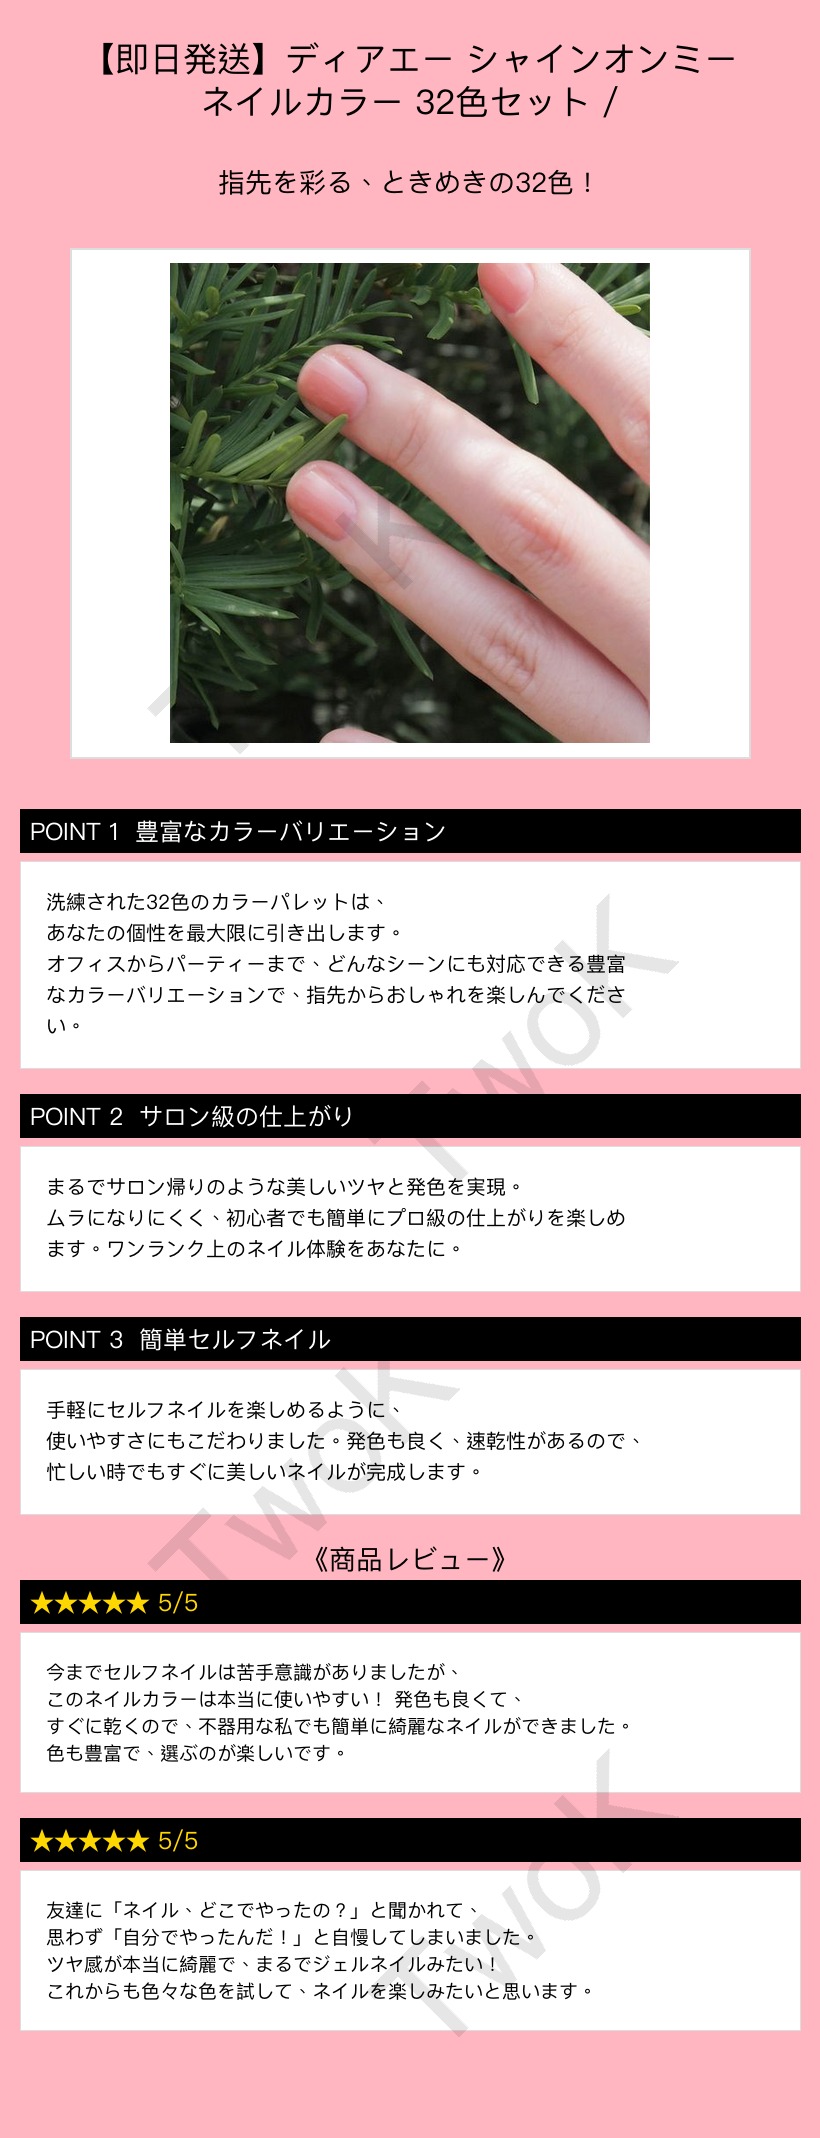 【即日発送】ディアエー シャインオンミー
ネイルカラー 32色セット /
指先を彩る、ときめきの32色！
POINT 1 豊富なカラーバリエーション
洗練された32色のカラーパレットは、
あなたの個性を最大限に引き出します。
オフィスからパーティーまで、どんなシーンにも対応できる豊富
なカラーバリエーションで、指先からおしゃれを楽しんでくださ
い。
POINT 2 サロン級の仕上がり
まるでサロン帰りのような美しいツヤと発色を実現。
ムラになりにくく、初心者でも簡単にプロ級の仕上がりを楽しめ
ます。ワンランク上のネイル体験をあなたに。
POINT 3 簡単セルフネイル
手軽にセルフネイルを楽しめるように、
使いやすさにもこだわりました。発色も良く、速乾性があるので、
忙しい時でもすぐに美しいネイルが完成します。
《商品レビュー》
★★★★★ 5/5
今までセルフネイルは苦手意識がありましたが、
このネイルカラーは本当に使いやすい！ 発色も良くて、
すぐに乾くので、不器用な私でも簡単に綺麗なネイルができました。
色も豊富で、選ぶのが楽しいです。
★★★★★ 5/5
友達に「ネイル、どこでやったの？」と聞かれて、
思わず「自分でやったんだ！」と自慢してしまいました。
ツヤ感が本当に綺麗で、まるでジェルネイルみたい！
これからも色々な色を試して、ネイルを楽しみたいと思います。
TwoK
TwoK
TwoK
TwoK